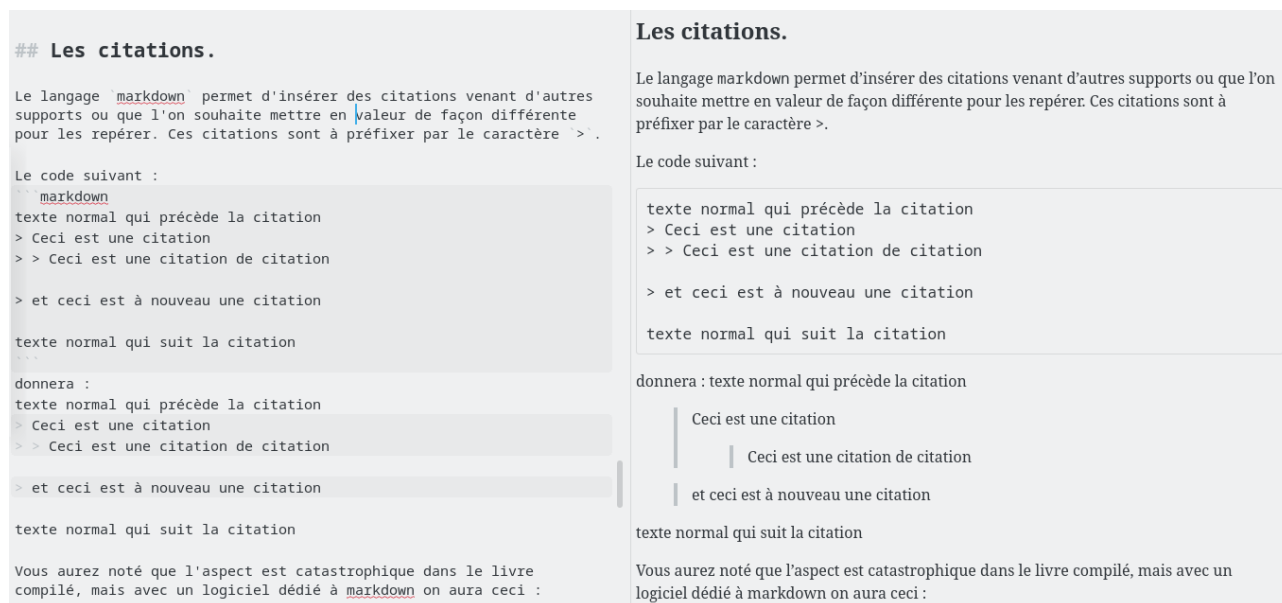 ## Les citations.
Le langage `markdown` permet d'insérer des citations venant d'autres
supports ou que l'on souhaite mettre en valeur de façon différente
pour les repérer. Ces citations sont à préfixer par le caractère `>`.
Le code suivant :
```markdown
texte normal qui précède la citation
> Ceci est une citation
> > Ceci est une citation de citation
> et ceci est à nouveau une citation
texte normal qui suit la citation
```
donnera :
texte normal qui précède la citation
> Ceci est une citation
> > Ceci est une citation de citation
> et ceci est à nouveau une citation
texte normal qui suit la citation
Vous aurez noté que l'aspect est catastrophique dans le livre
compilé, mais avec un logiciel dédié à markdown on aura ceci :
Les citations.
Le langage markdown permet d’insérer des citations venant d’autres supports ou que l’on
souhaite mettre en valeur de façon différente pour les repérer. Ces citations sont à
préfixer par le caractère >.
Le code suivant :
texte normal qui précède la citation
> Ceci est une citation
> > Ceci est une citation de citation
> et ceci est à nouveau une citation
texte normal qui suit la citation
donnera : texte normal qui précède la citation
Ceci est une citation
Ceci est une citation de citation
et ceci est à nouveau une citation
texte normal qui suit la citation
Vous aurez noté que l’aspect est catastrophique dans le livre compilé, mais avec un
logiciel dédié à markdown on aura ceci :